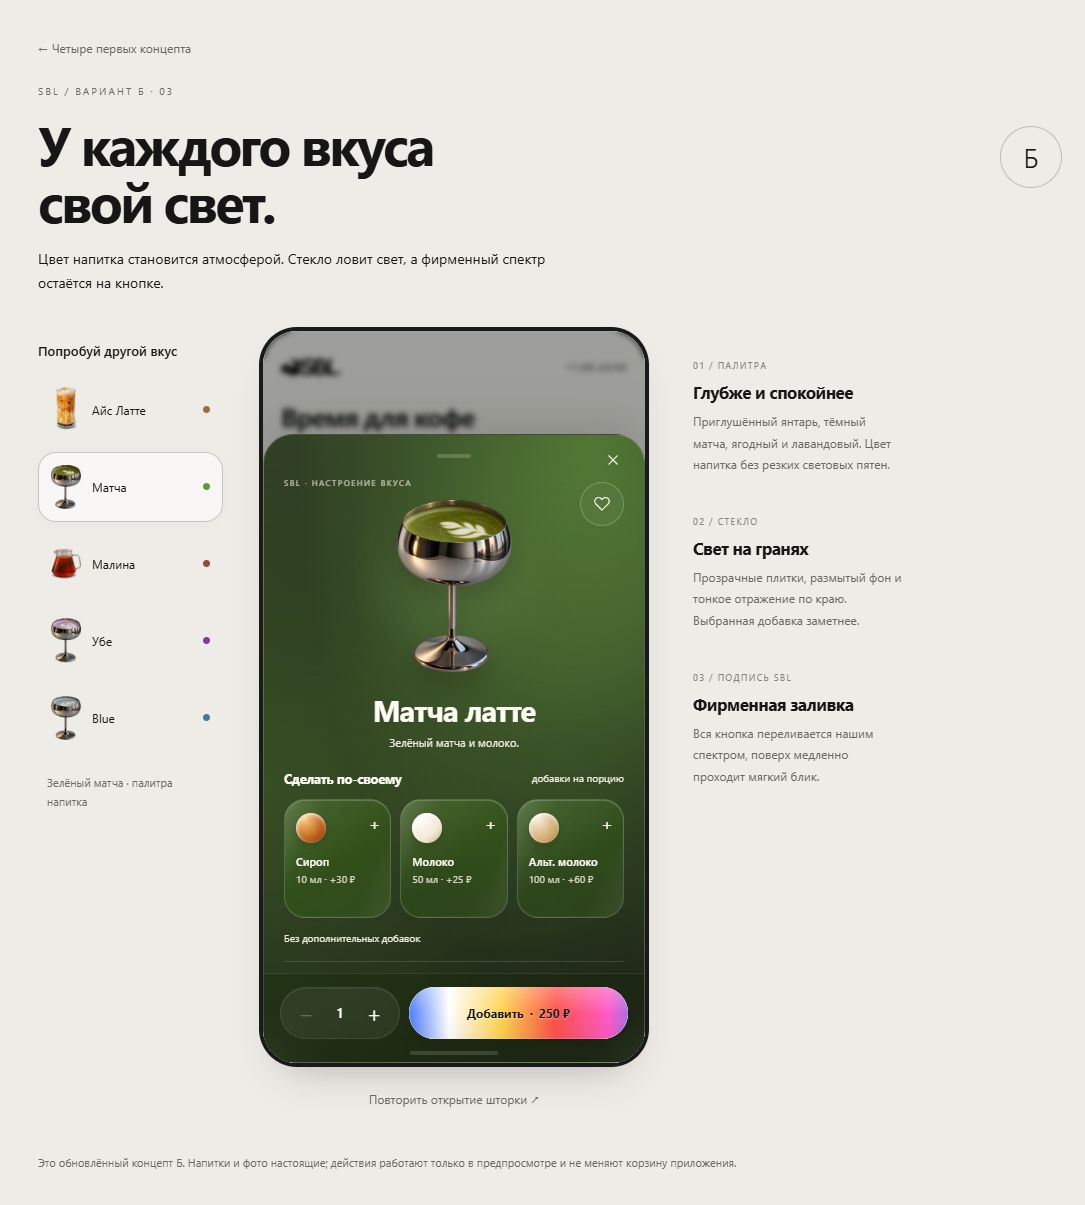 ← Четыре первых концепта
SBL / ВАРИАНТ Б · 03
У каждого вкуса
свой свет.
Б
Цвет напитка становится атмосферой. Стекло ловит свет, а фирменный спектр
остаётся на кнопке.
Попробуй другой вкус
Айс Латте
Матча
Малина
Убе
Blue
Зелёный матча · палитра
напитка
SBL
Время для кофе
SBL · НАСТРОЕНИЕ ВКУСА
Матча латте
Зелёный матча и молоко.
Сделать по-своему
добавки на порцию
+
Сироп
10 мл · +30 ₽
+
Молоко
50 мл · +25 ₽
+
Альт. молоко
100 мл · +60 ₽
Без дополнительных добавок
− 1 +
Добавить · 250 ₽
Повторить открытие шторки ↗
01 / ПАЛИТРА
Глубже и спокойнее
Приглушённый янтарь, тёмный
матча, ягодный и лавандовый. Цвет
напитка без резких световых пятен.
02 / СТЕКЛО
Свет на гранях
Прозрачные плитки, размытый фон и
тонкое отражение по краю.
Выбранная добавка заметнее.
03 / ПОДПИСЬ SBL
Фирменная заливка
Вся кнопка переливается нашим
спектром, поверх медленно
проходит мягкий блик.
Это обновлённый концепт Б. Напитки и фото настоящие; действия работают только в предпросмотре и не меняют корзину приложения.